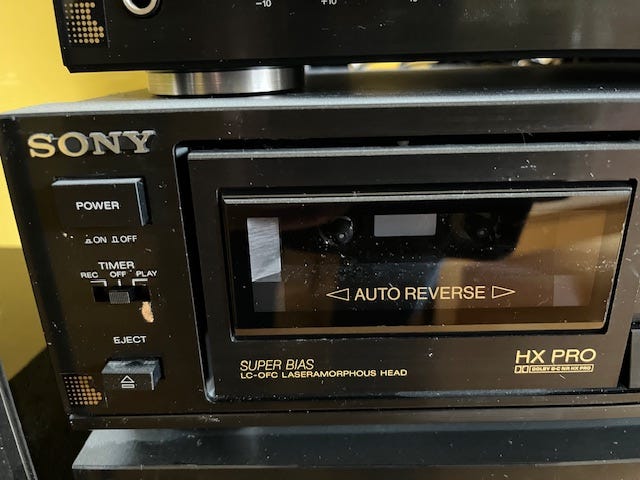 -10
+10
SONY
POWER
ON OFF
TIMER
REC OFF PLAY
EJECT
AUTO REVERSE
SUPER BIAS
LC-OFC LASERAMORPHOUS HEAD
HX PRO
DOLBY B-C NR HX PRO